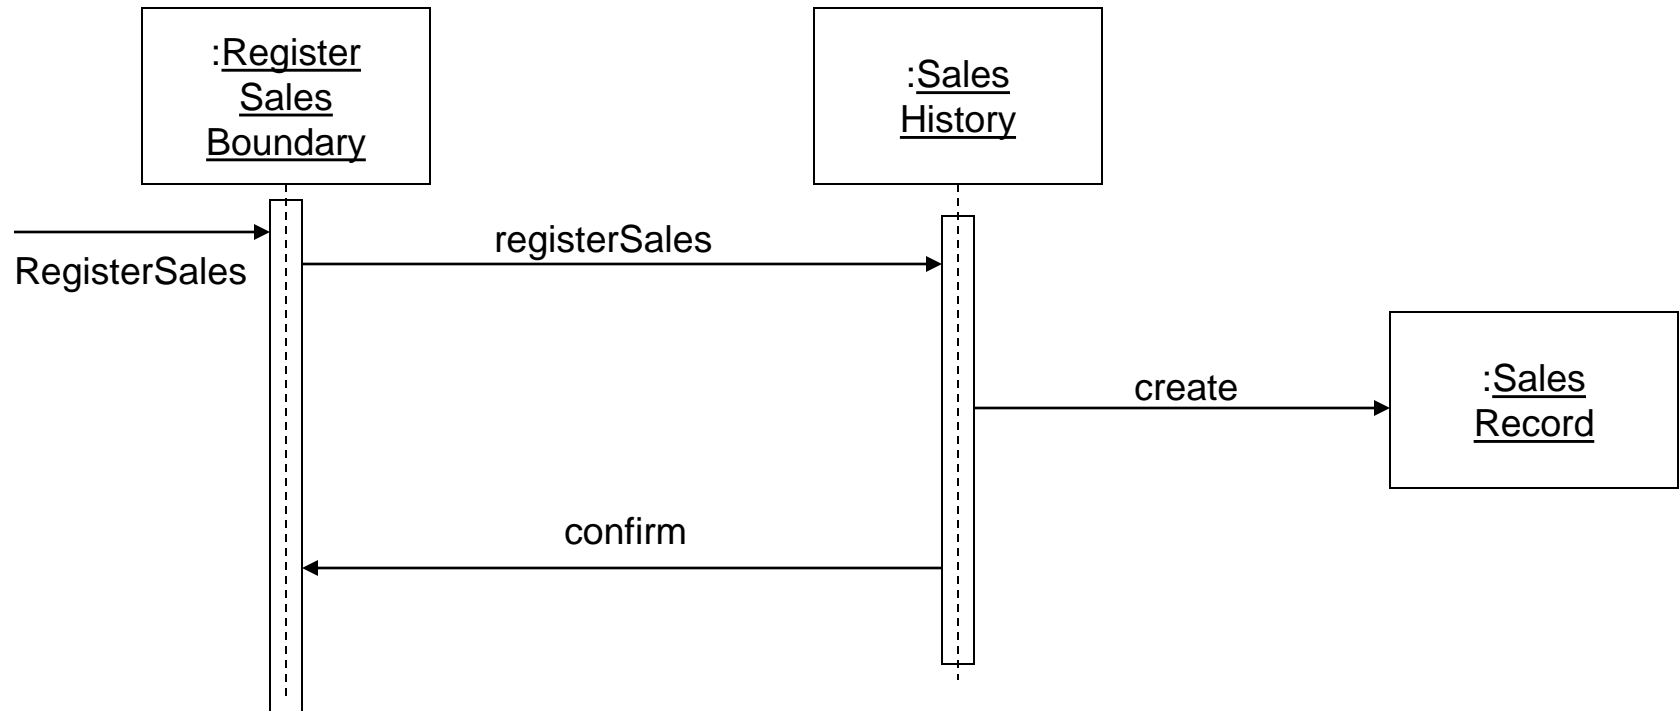 :Register
Sales
Boundary
:Sales
History
RegisterSales
registerSales
create
:Sales
Record
confirm